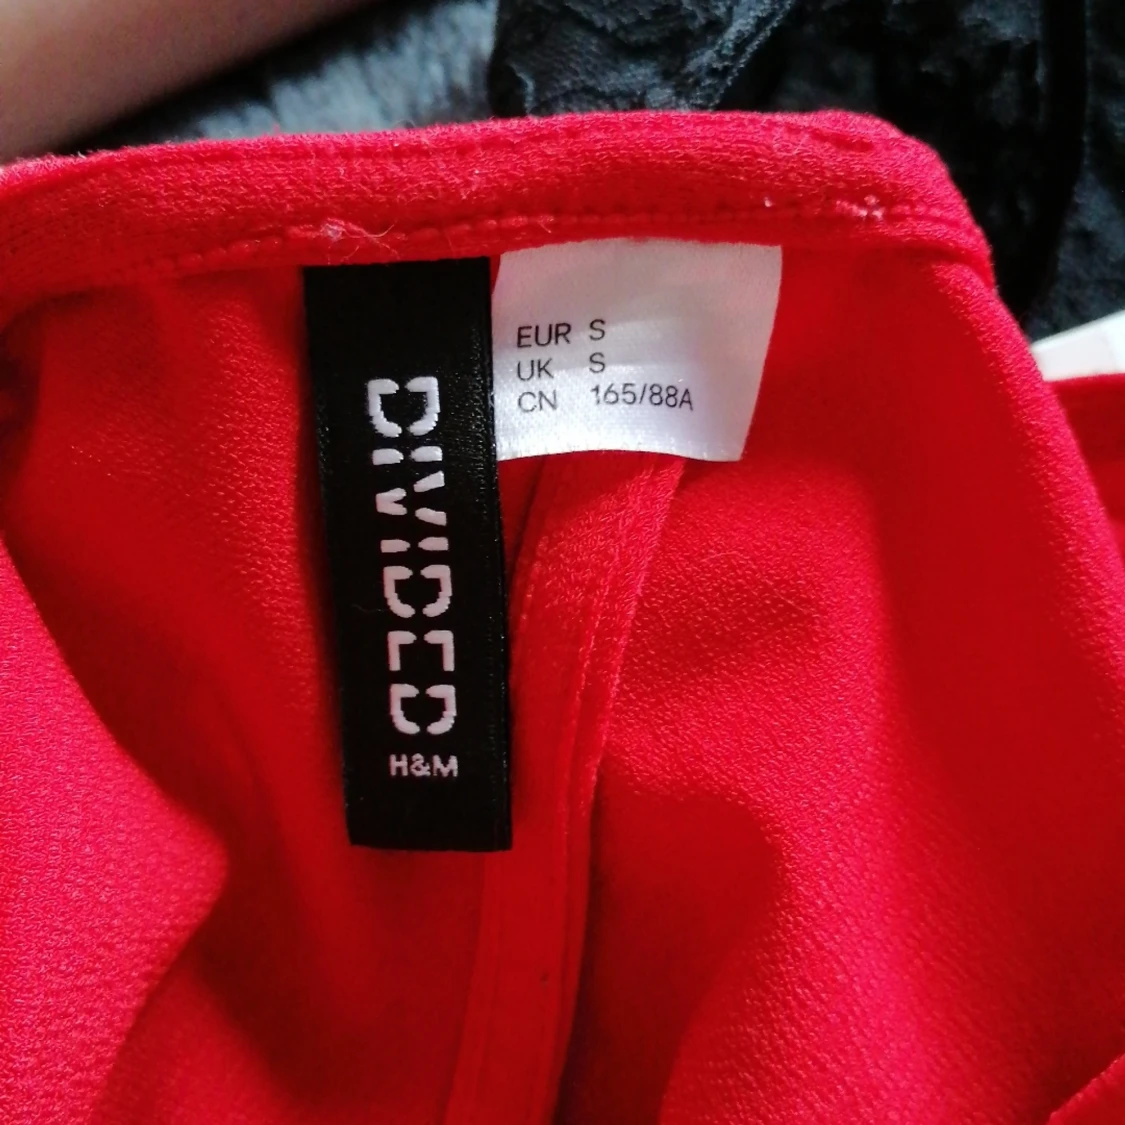 DIVIDED
H&M
EUR S
UK S
CN 165/88A